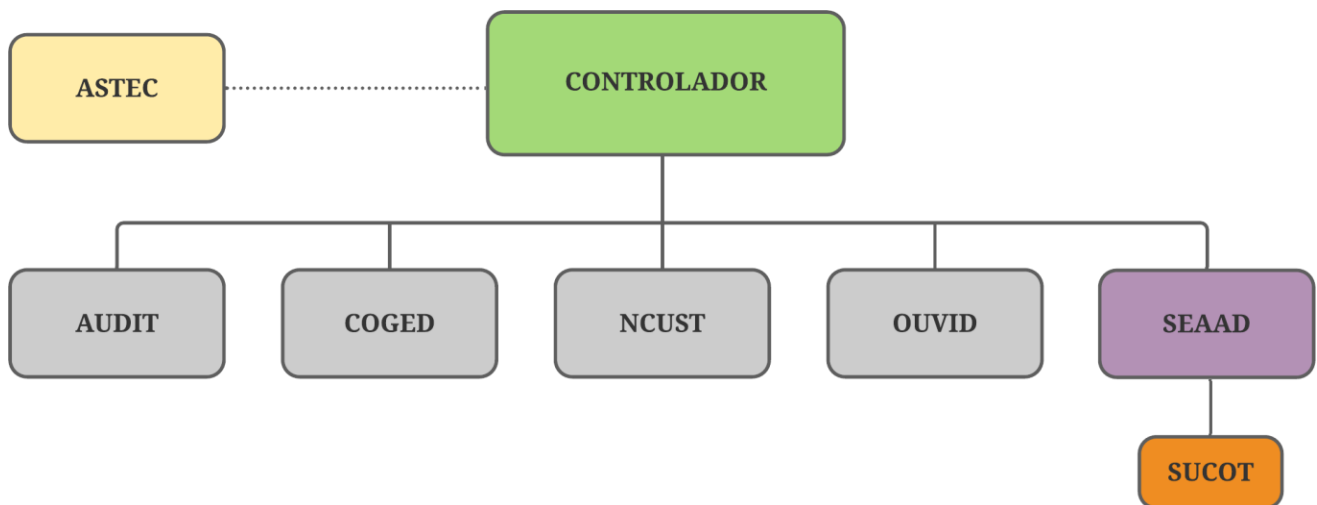 ASTEC
CONTROLADOR
AUDIT
COGED
NCUST
OUVID
SEAAD
SUCOT